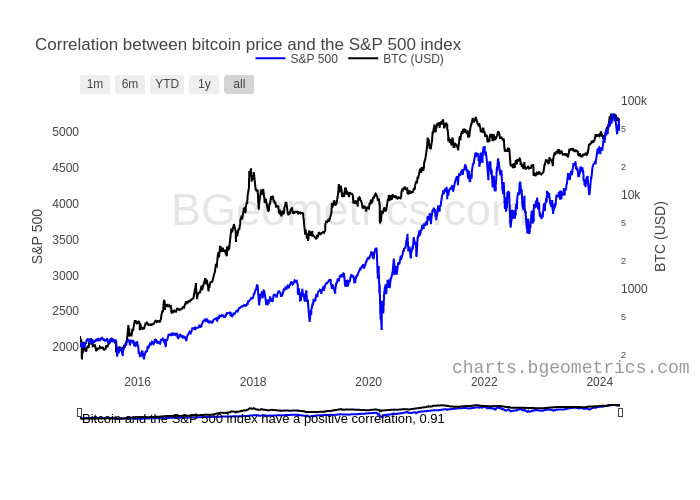 Correlation between bitcoin price and the S&P 500 index
S&P 500 BTC (USD)
1m 6m YTD 1y all
100k
5000
5
4500
2
4000
10k
3500
5
3000
2
2500
1000
5
2000
2
S&P 500
BTC (USD)
BGeometrics.com
charts.bgeometrics.com
2016 2018 2020 2022 2024
Bitcoin and the S&P 500 index have a positive correlation, 0.91